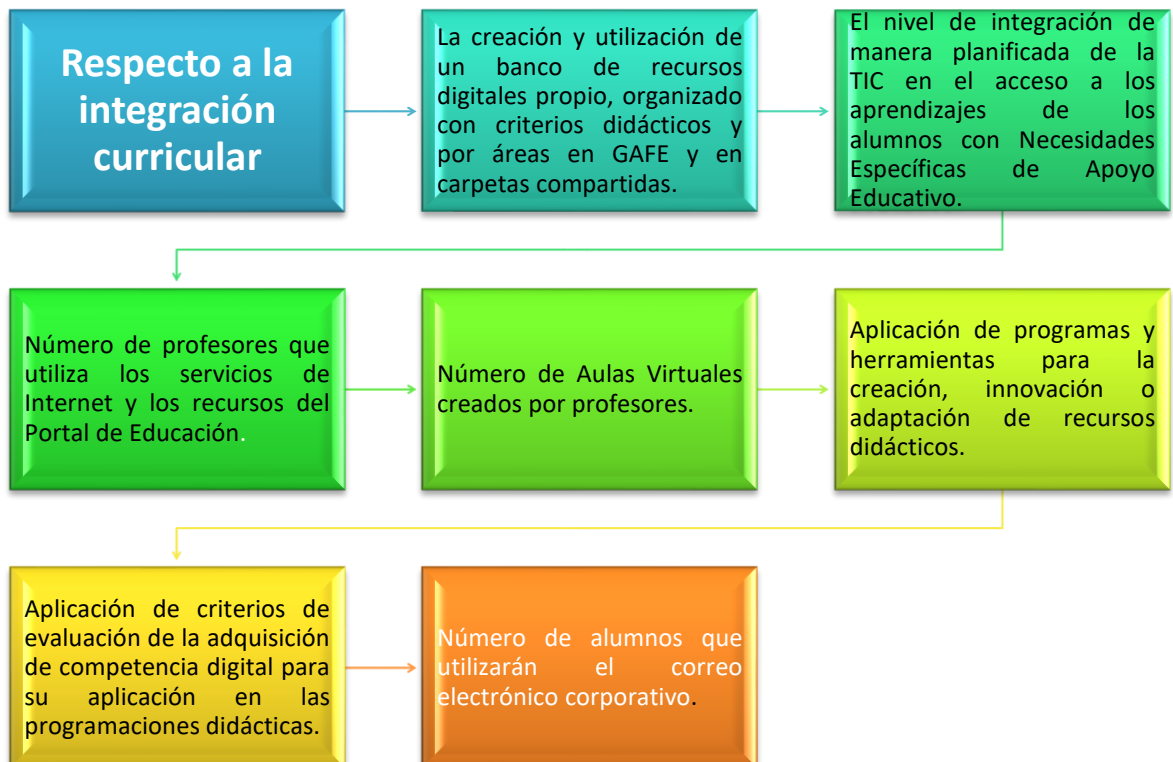 Respecto a la
integración
curricular
La creación y utilización de
un banco de recursos
digitales propio, organizado
con criterios didácticos y
por áreas en GAFE y en
carpetas compartidas.
El nivel de integración de
manera planificada de la
TIC en el acceso a los
aprendizajes de los
alumnos con Necesidades
Específicas de Apoyo
Educativo.
Número de profesores que
utiliza los servicios de
Internet y los recursos del
Portal de Educación.
Número de Aulas Virtuales
creados por profesores.
Aplicación de programas y
herramientas para la
creación, innovación o
adaptación de recursos
didácticos.
Aplicación de criterios de
evaluación de la adquisición
de competencia digital para
su aplicación en las
programaciones didácticas.
Número de alumnos que
utilizarán el correo
electrónico corporativo.